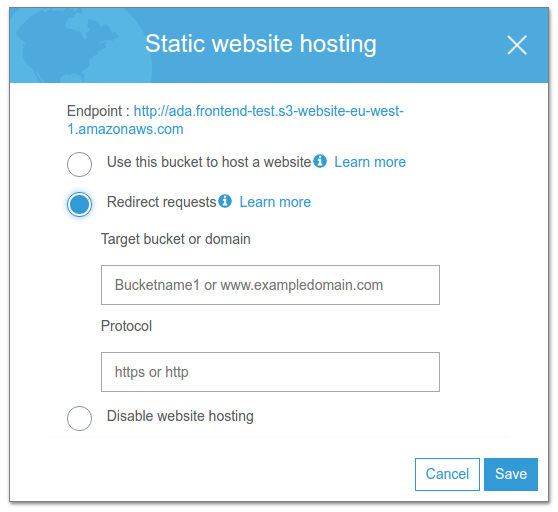 Static website hosting
Endpoint : http://ada.frontend-test.s3-website-eu-west-
1.amazonaws.com
Use this bucket to host a website Learn more
Redirect requests Learn more
Target bucket or domain
Bucketname1 or www.exampledomain.com
Protocol
https or http
Disable website hosting
Cancel Save